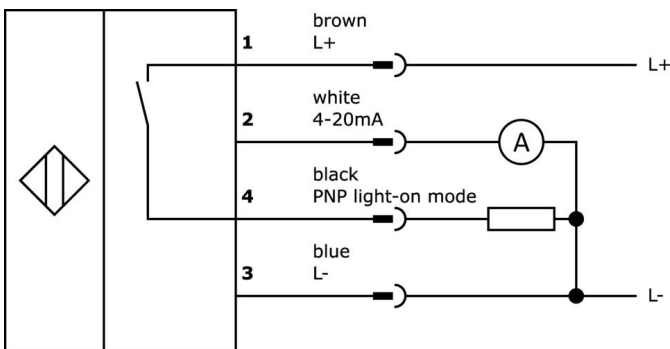 brown
1 L+
L+
white
2 4-20mA
A
black
4 PNP light-on mode
blue
3 L-
L-